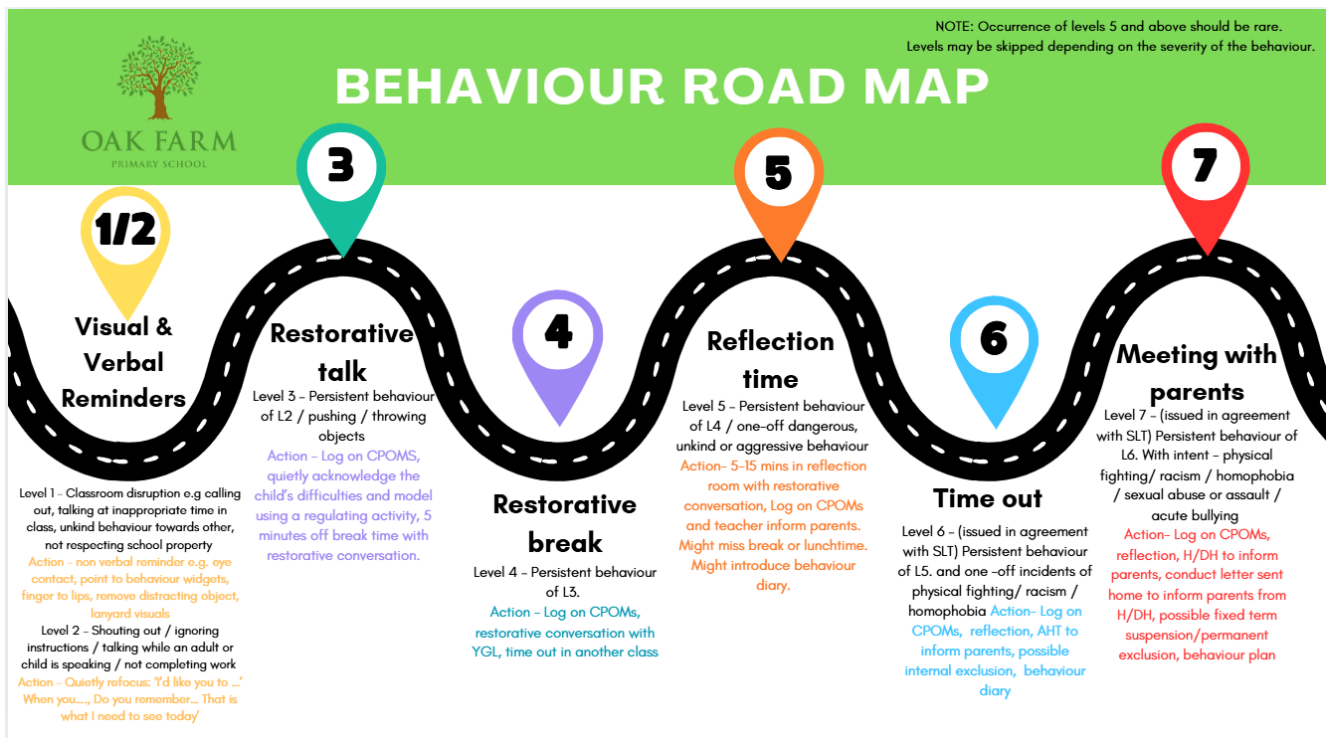 NOTE: Occurrence of levels 5 and above should be rare.
Levels may be skipped depending on the severity of the behaviour.
OAK FARM
PRIMARY SCHOOL
BEHAVIOUR ROAD MAP
1/2
Visual &
Verbal
Reminders
Level 1 - Classroom disruption e.g calling
out, talking at inappropriate time in
class, unkind behaviour towards other,
not respecting school property
Action - non verbal reminder e.g. eye
contact, point to behaviour widgets,
finger to lips, remove distracting object,
lanyard visuals
Level 2 - Shouting out / ignoring
instructions / talking while an adult or
child is speaking / not completing work
Action - Quietly refocus: 'I'd like you to ...'
When you...., Do you remember... That is
what I need to see today'
3
Restorative
talk
Level 3 - Persistent behaviour
of L2 / pushing / throwing
objects
Action - Log on CPOMS,
quietly acknowledge the
child's difficulties and model
using a regulating activity, 5
minutes off break time with
restorative conversation.
4
Restorative
break
Level 4 - Persistent behaviour
of L3.
Action - Log on CPOMs,
restorative conversation with
YGL, time out in another class
5
Reflection
time
Level 5 - Persistent behaviour
of L4 / one-off dangerous,
unkind or aggressive behaviour
Action- 5-15 mins in reflection
room with restorative
conversation, Log on CPOMs
and teacher inform parents.
Might miss break or lunchtime.
Might introduce behaviour
diary.
6
Time out
Level 6 - (issued in agreement
with SLT) Persistent behaviour
of L5. and one -off incidents of
physical fighting/ racism /
homophobia Action- Log on
CPOMs, reflection, AHT to
inform parents, possible
internal exclusion, behaviour
diary
7
Meeting with
parents
Level 7 - (issued in agreement
with SLT) Persistent behaviour of
L6. With intent - physical
fighting/ racism / homophobia
/ sexual abuse or assault /
acute bullying
Action- Log on CPOMs,
reflection, H/DH to inform
parents, conduct letter sent
home to inform parents from
H/DH, possible fixed term
suspension/permanent
exclusion, behaviour plan